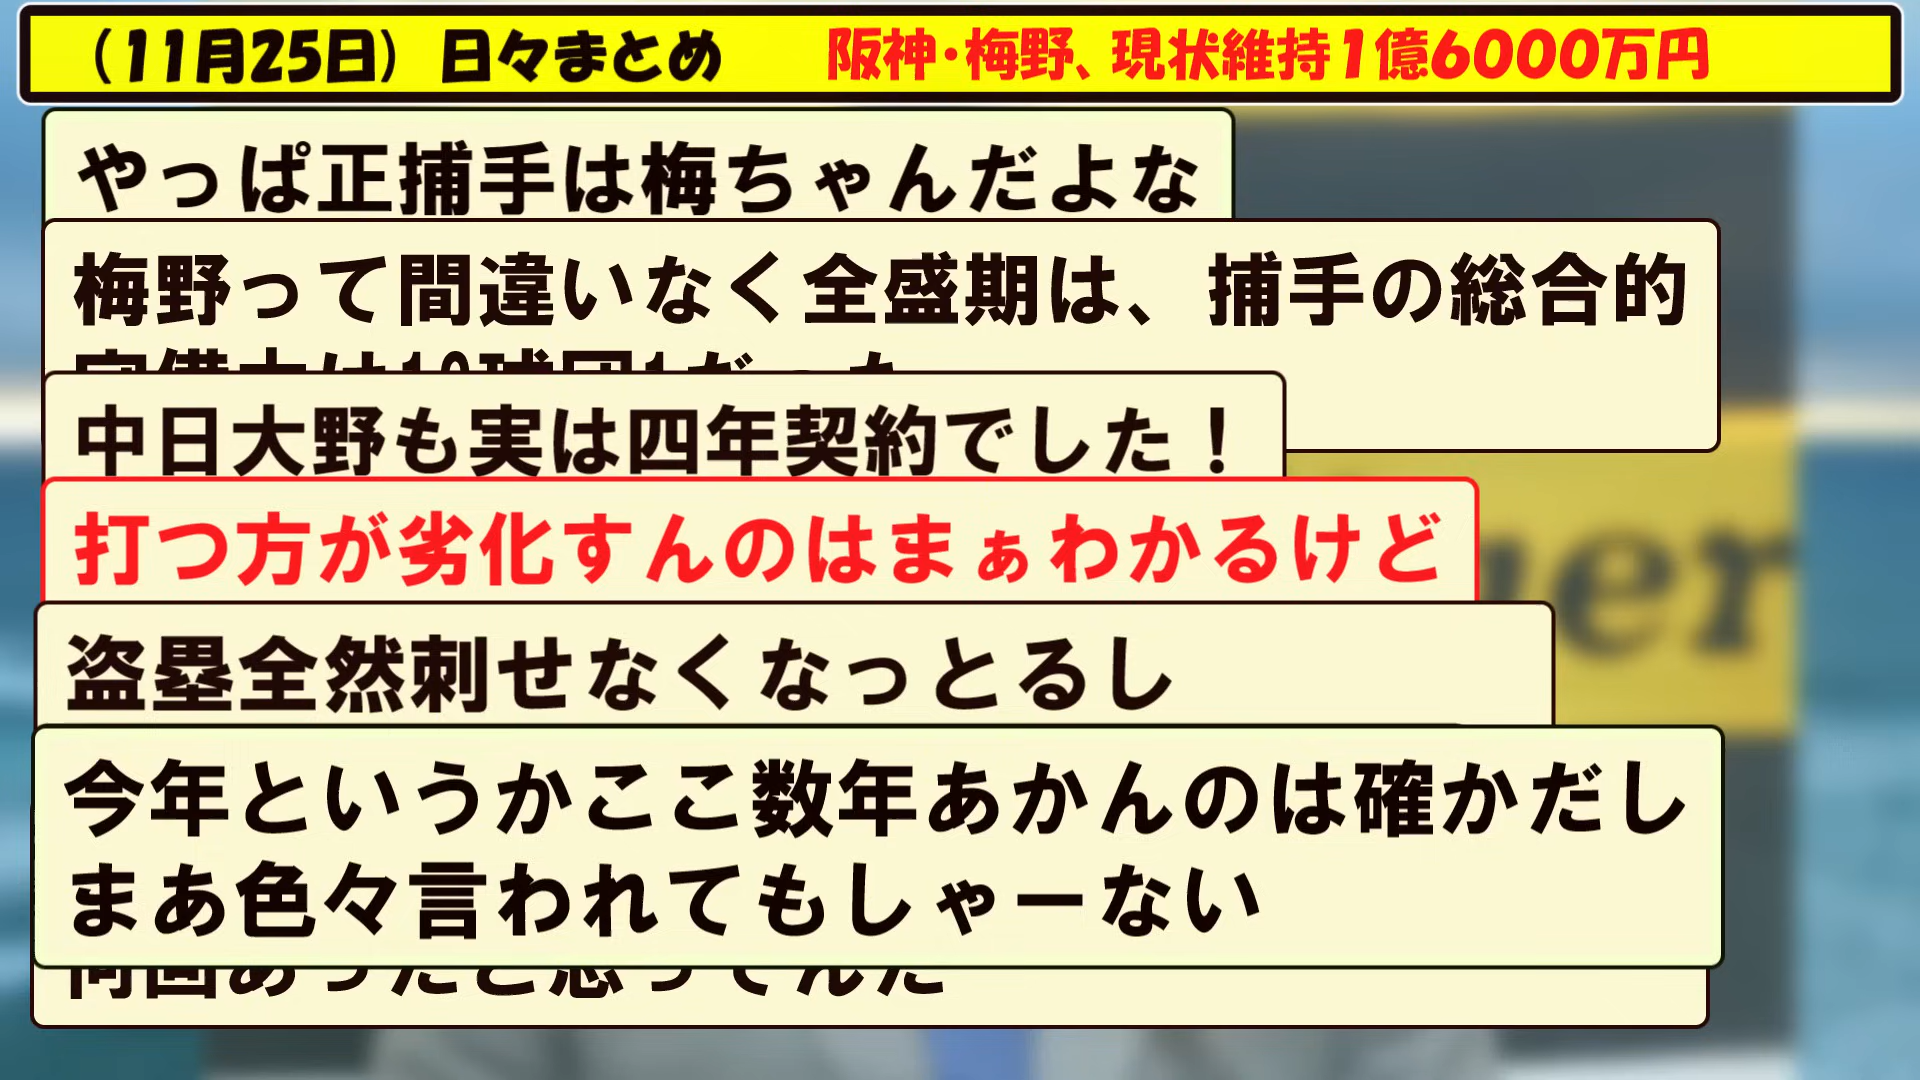 （11月25日）日々まとめ　阪神・梅野、現状維持1億6000万円
やっぱ正捕手は梅ちゃんだよな
梅野って間違いなく全盛期は、捕手の総合的
中日大野も実は四年契約でした！
打つ方が劣化すんのはまぁわかるけど
盗塁全然刺せなくなっとるし
今年というかここ数年あかんのは確かだし
まあ色々言われてもしゃーない